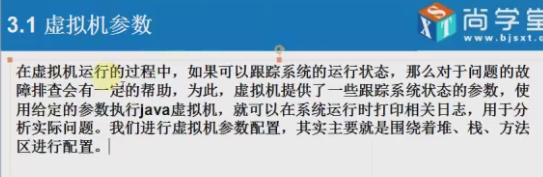 3.1 虚拟机参数
尚学堂
www.bjsxt.com
在虚拟机运行的过程中，如果可以跟踪系统的运行状态，那么对于问题的故
障排查会有一定的帮助，为此，虚拟机提供了一些跟踪系统状态的参数，使
用给定的参数执行java虚拟机，就可以在系统运行时打印相关日志，用于分
析实际问题。我们进行虚拟机参数配置，其实主要就是围绕着堆、栈、方法
区进行配置。